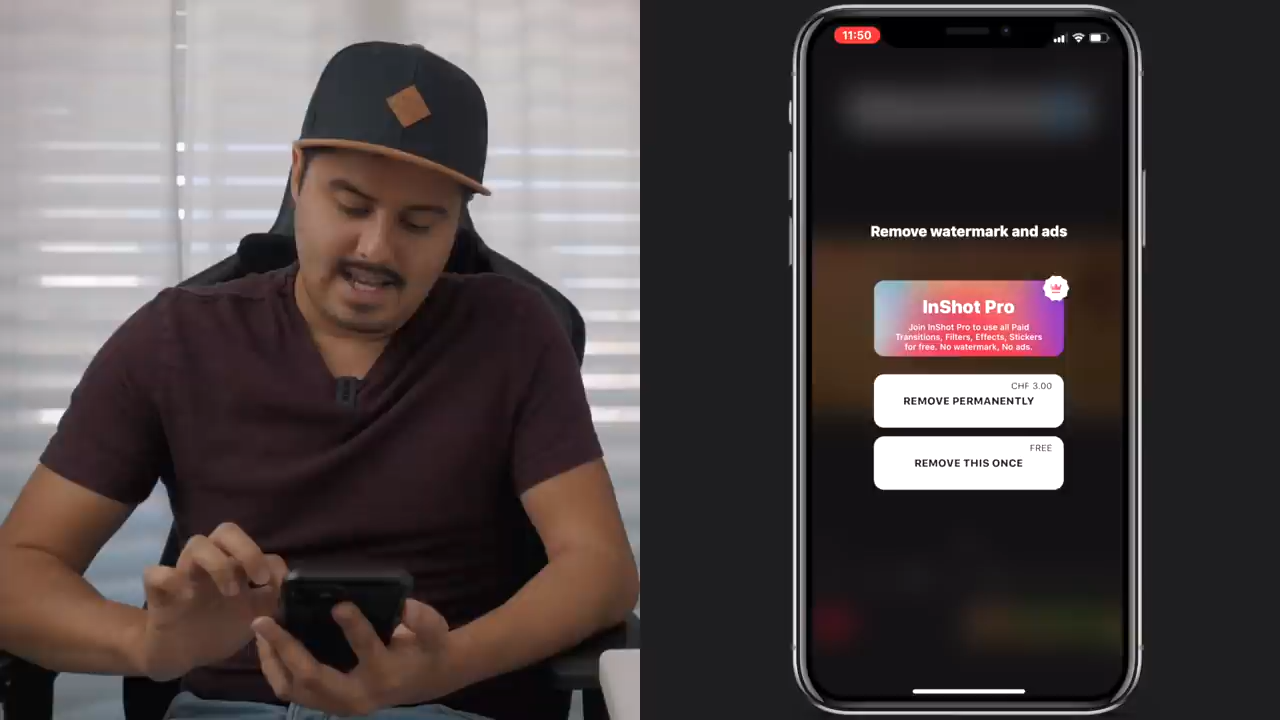 11:50
Remove watermark and ads
InShot Pro
Join InShot Pro to use all Paid
Transitions, Filters, Effects, Stickers
for free. No watermark, No ads.
CHF 3.00
REMOVE PERMANENTLY
FREE
REMOVE THIS ONCE